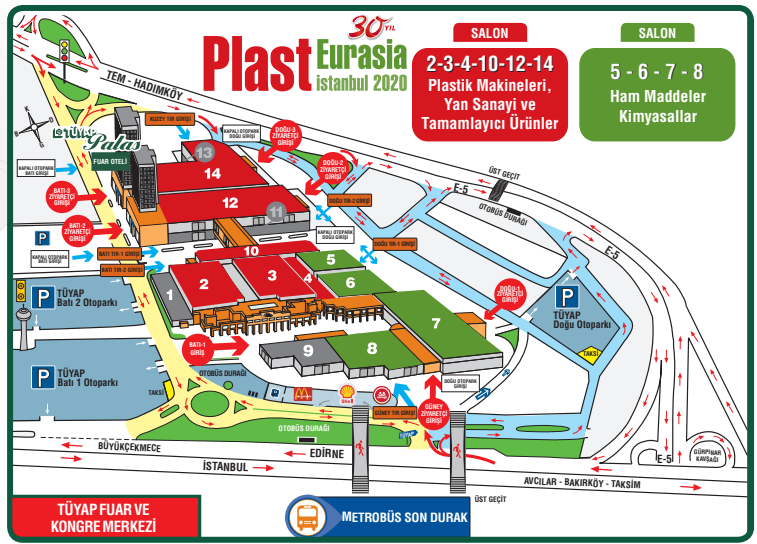 30.YIL
Plast Eurasia
istanbul 2020
SALON
2-3-4-10-12-14
Plastik Makineleri,
Yan Sanayi ve
Tamamlayıcı Ürünler
SALON
5 - 6 - 7 - 8
Ham Maddeler
Kimyasallar
TEM - HADIMKÖY
TÜYAP
Palas
FUAR OTELİ
KUZEY TIR GİRİŞİ
KAPALI OTOPARK
DOĞU GİRİŞİ
DOĞU-3
ZİYARETÇİ
GİRİŞİ
DOĞU-2
ZİYARETÇİ
GİRİŞİ
KAPALI OTOPARK
BATI GİRİŞİ
BATI-3
ZİYARETÇİ
GİRİŞİ
BATI-2
ZİYARETÇİ
GİRİŞİ
13
14
12
11
DOĞU TIR-2 GİRİŞİ
KAPALI OTOPARK
DOĞU GİRİŞİ
DOĞU TIR-1 GİRİŞİ
ÜST GEÇİT
E-5
OTOBÜS DURAĞI
E-5
P
KAPALI OTOPARK
BATI GİRİŞİ
BATI TIR-1 GİRİŞİ
BATI TIR-2 GİRİŞİ
10
1
2
3
4
5
6
7
8
9
P
TÜYAP
Batı 2 Otoparkı
DOĞU-1
ZİYARETÇİ
GİRİŞİ
P
TÜYAP
Doğu Otoparkı
TAKSİ
BATI-1
GİRİŞ
P
TÜYAP
Batı 1 Otoparkı
OTOBÜS DURAĞI
TAKSİ
Shell
DOĞU OTOPAR GİRİŞİ
GÜNEY TIR GİRİŞİ
GÜNEY
ZİYARETÇİ
GİRİŞİ
OTOBÜS DURAĞI
TÜYAP
BÜYÜKÇEKMECE
EDİRNE
İSTANBUL
E-5
GÜRPINAR
KAVŞAĞI
AVCILAR - BAKIRKÖY - TAKSİM
ÜST GEÇİT
TÜYAP FUAR VE
KONGRE MERKEZİ
METROBÜS SON DURAK